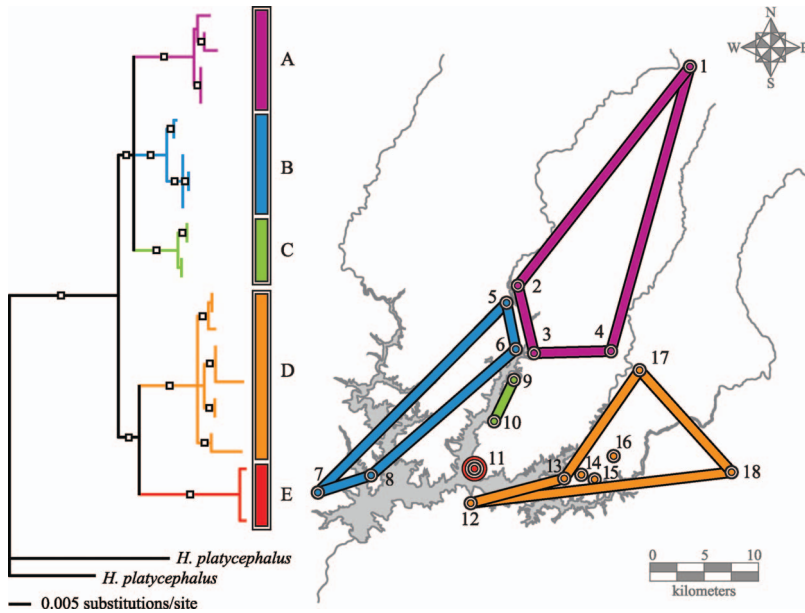 A
B
C
D
E
H. platycephalus
H. platycephalus
0.005 substitutions/site
N
W E
S
1
2
3
4
5
6
7
8
9
10
11
12
13
14
15
16
17
18
0 5 10
kilometers